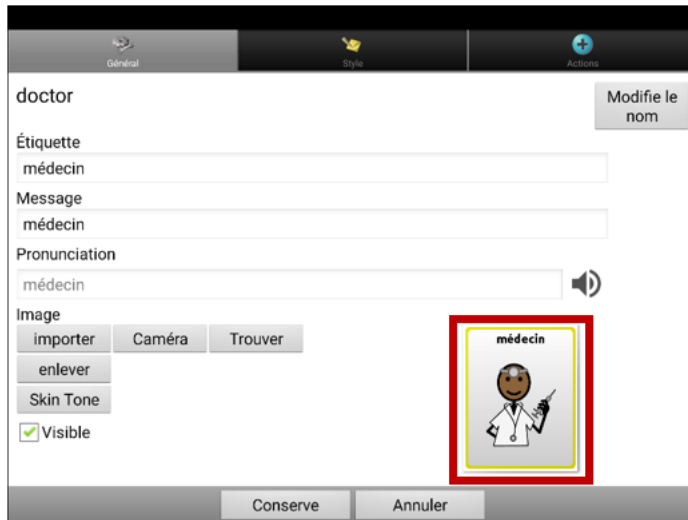 Général
Style
Actions
doctor
Modifie le
nom
Étiquette
médecin
Message
médecin
Pronunciation
médecin
Image
importer
Caméra
Trouver
enlever
Skin Tone
Visible
médecin
Conserve
Annuler